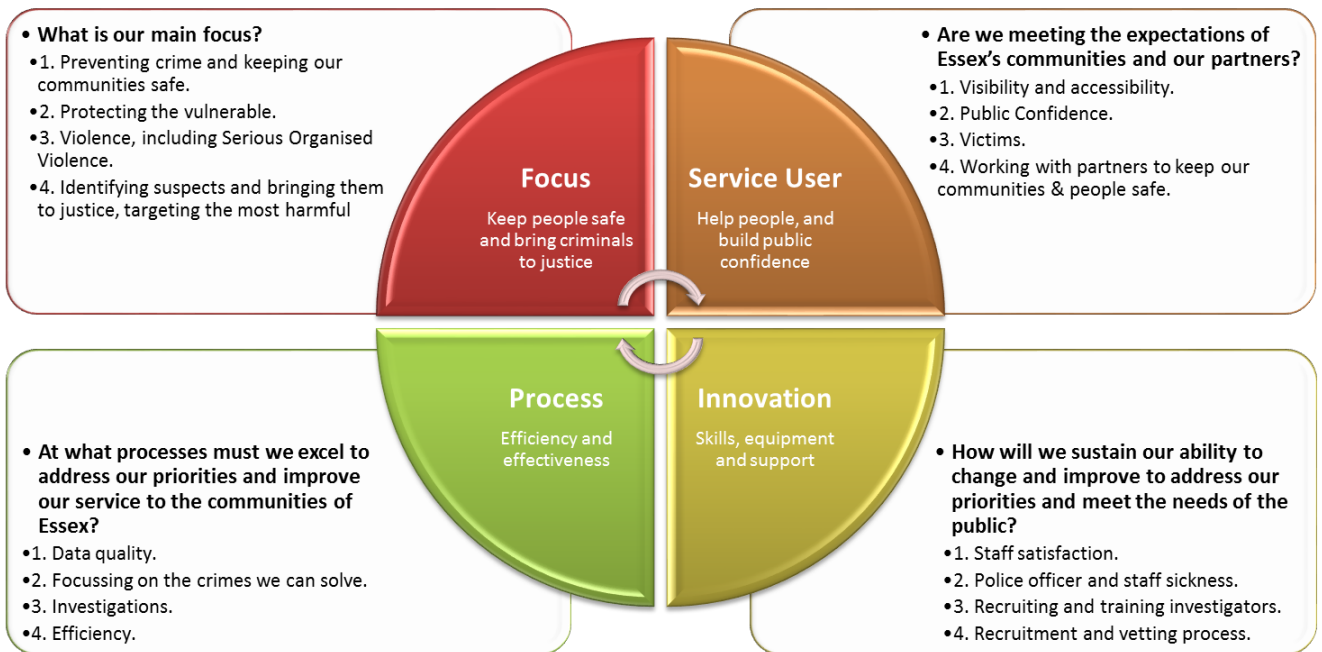 • What is our main focus?
•1. Preventing crime and keeping our
communities safe.
•2. Protecting the vulnerable.
•3. Violence, including Serious Organised
Violence.
•4. Identifying suspects and bringing them
to justice, targeting the most harmful
Focus
Keep people safe
and bring criminals
to justice
Service User
Help people, and
build public
confidence
• Are we meeting the expectations of
Essex’s communities and our partners?
•1. Visibility and accessibility.
•2. Public Confidence.
•3. Victims.
•4. Working with partners to keep our
communities & people safe.
• At what processes must we excel to
address our priorities and improve
our service to the communities of
Essex?
•1. Data quality.
•2. Focussing on the crimes we can solve.
•3. Investigations.
•4. Efficiency.
Process
Efficiency and
effectiveness
Innovation
Skills, equipment
and support
• How will we sustain our ability to
change and improve to address our
priorities and meet the needs of the
public?
•1. Staff satisfaction.
•2. Police officer and staff sickness.
•3. Recruiting and training investigators.
•4. Recruitment and vetting process.